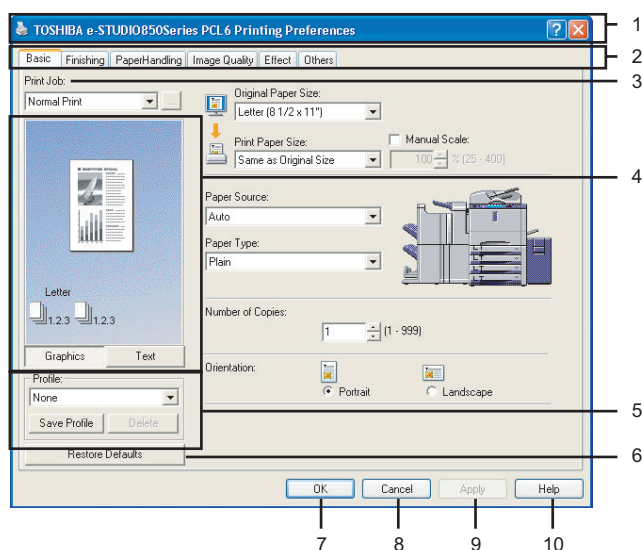 TOSHIBA e-STUDIO850Series PCL6 Printing Preferences
1
Basic Finishing PaperHandling Image Quality Effect Others
2
Print Job:
3
Normal Print
...
Original Paper Size:
Letter (8 1/2 x 11")
Print Paper Size:
Same as Original Size
Manual Scale:
100 % (25 - 400)
4
Paper Source:
Auto
Paper Type:
Plain
Letter
1.2.3 1.2.3
Number of Copies:
1 (1 - 999)
Graphics Text
Orientation:
Portrait Landscape
Profile:
None
5
Save Profile Delete
Restore Defaults
6
OK Cancel Apply Help
7 8 9 10